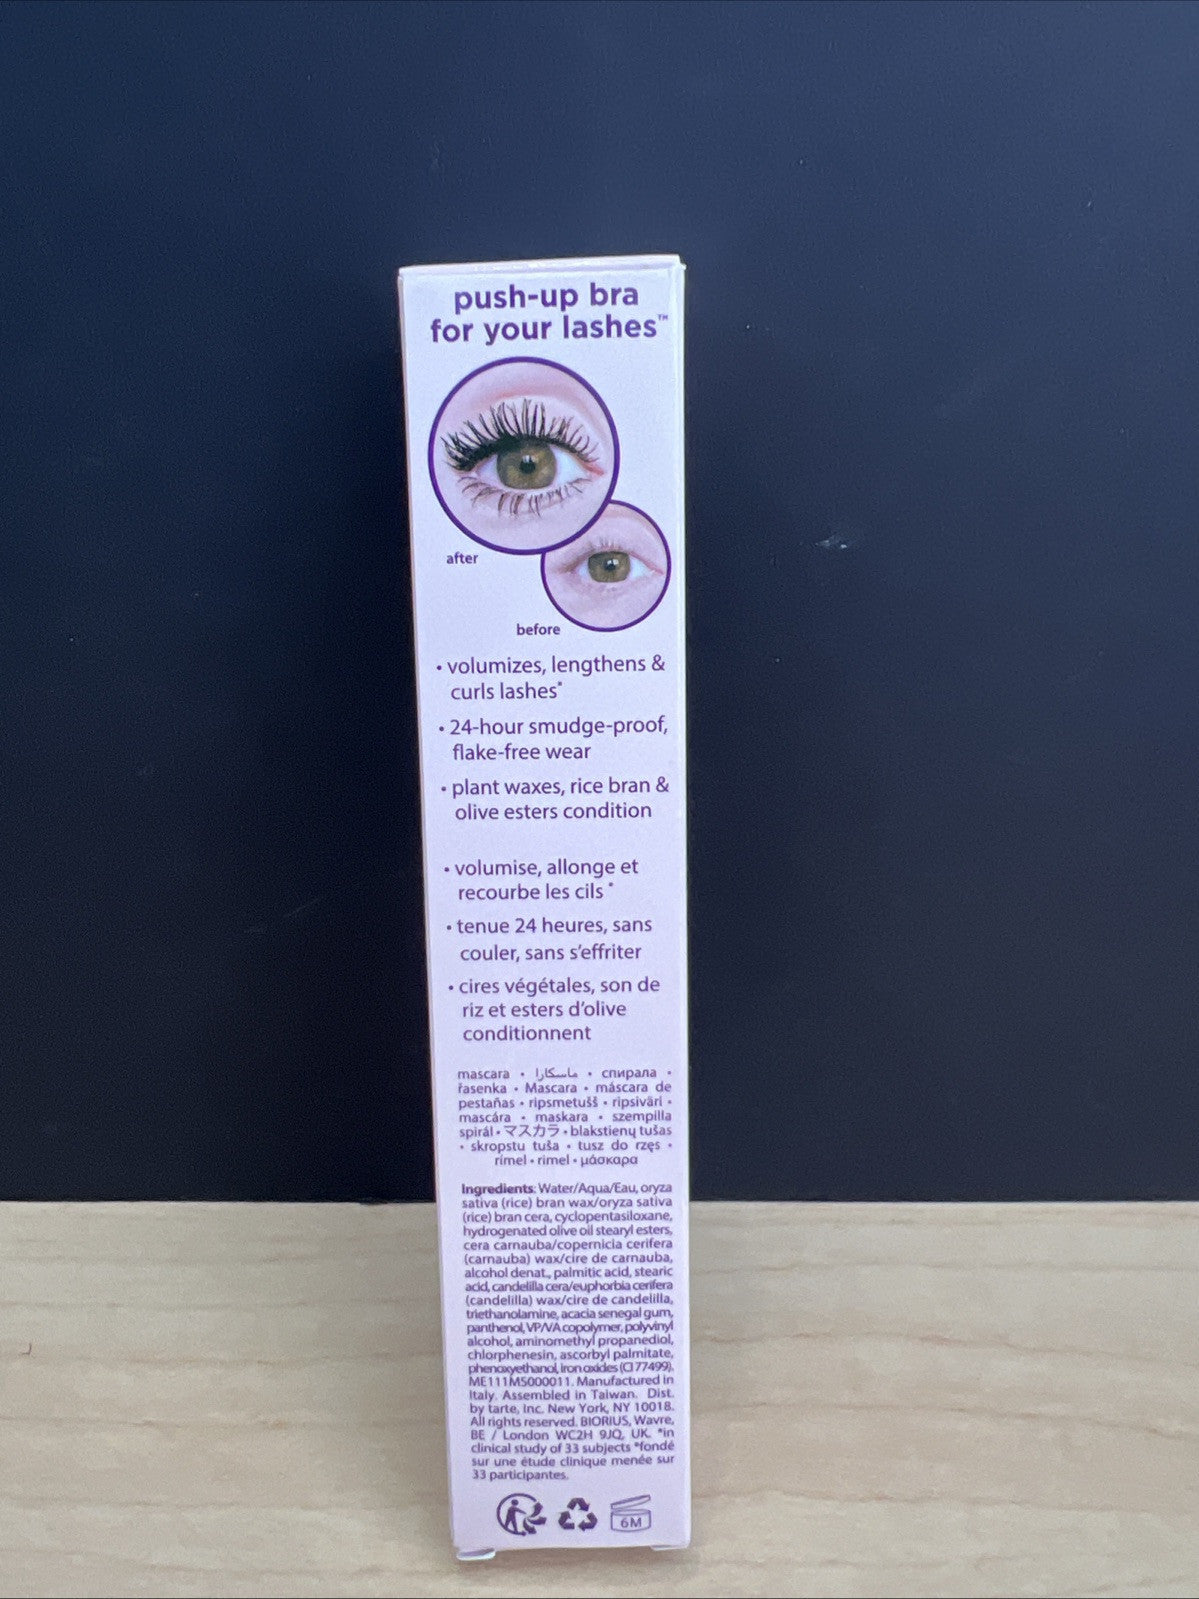 push-up bra
for your lashes™
after
before
• volumizes, lengthens &
curls lashes*
• 24-hour smudge-proof,
flake-free wear
• plant waxes, rice bran &
olive esters condition
• volumise, allonge et
recourbe les cils *
• tenue 24 heures, sans
couler, sans s’effriter
• cires végétales, son de
riz et esters d’olive
conditionnent
mascara • ماسكارا • спирала •
řasenka • Mascara • máscara de
pestañas • ripsmetušš • ripsiväri •
mascára • maskara • szempilla
spirál • マスカラ • blakstienų tušas
• skropstu tuša • tusz do rzęs •
rímel • rimel • μάσκαρα
Ingredients: Water/Aqua/Eau, oryza
sativa (rice) bran wax/oryza sativa
(rice) bran cera, cyclopentasiloxane,
hydrogenated olive oil stearyl esters,
cera carnauba/copernicia cerifera
(carnauba) wax/cire de carnauba,
alcohol denat., palmitic acid, stearic
acid, candelilla cera/euphorbia cerifera
(candelilla) wax/cire de candelilla,
triethanolamine, acacia senegal gum,
panthenol, VP/VA copolymer, polyvinyl
alcohol, aminomethyl propanediol,
chlorphenesin, ascorbyl palmitate,
phenoxyethanol, iron oxides (CI 77499).
ME111M5000011. Manufactured in
Italy. Assembled in Taiwan. Dist.
by tarte, Inc. New York, NY 10018.
All rights reserved. BIORIUS, Wavre,
BE / London WC2H 9JQ, UK. *in
clinical study of 33 subjects *fondé
sur une étude clinique menée sur
33 participantes.
6M